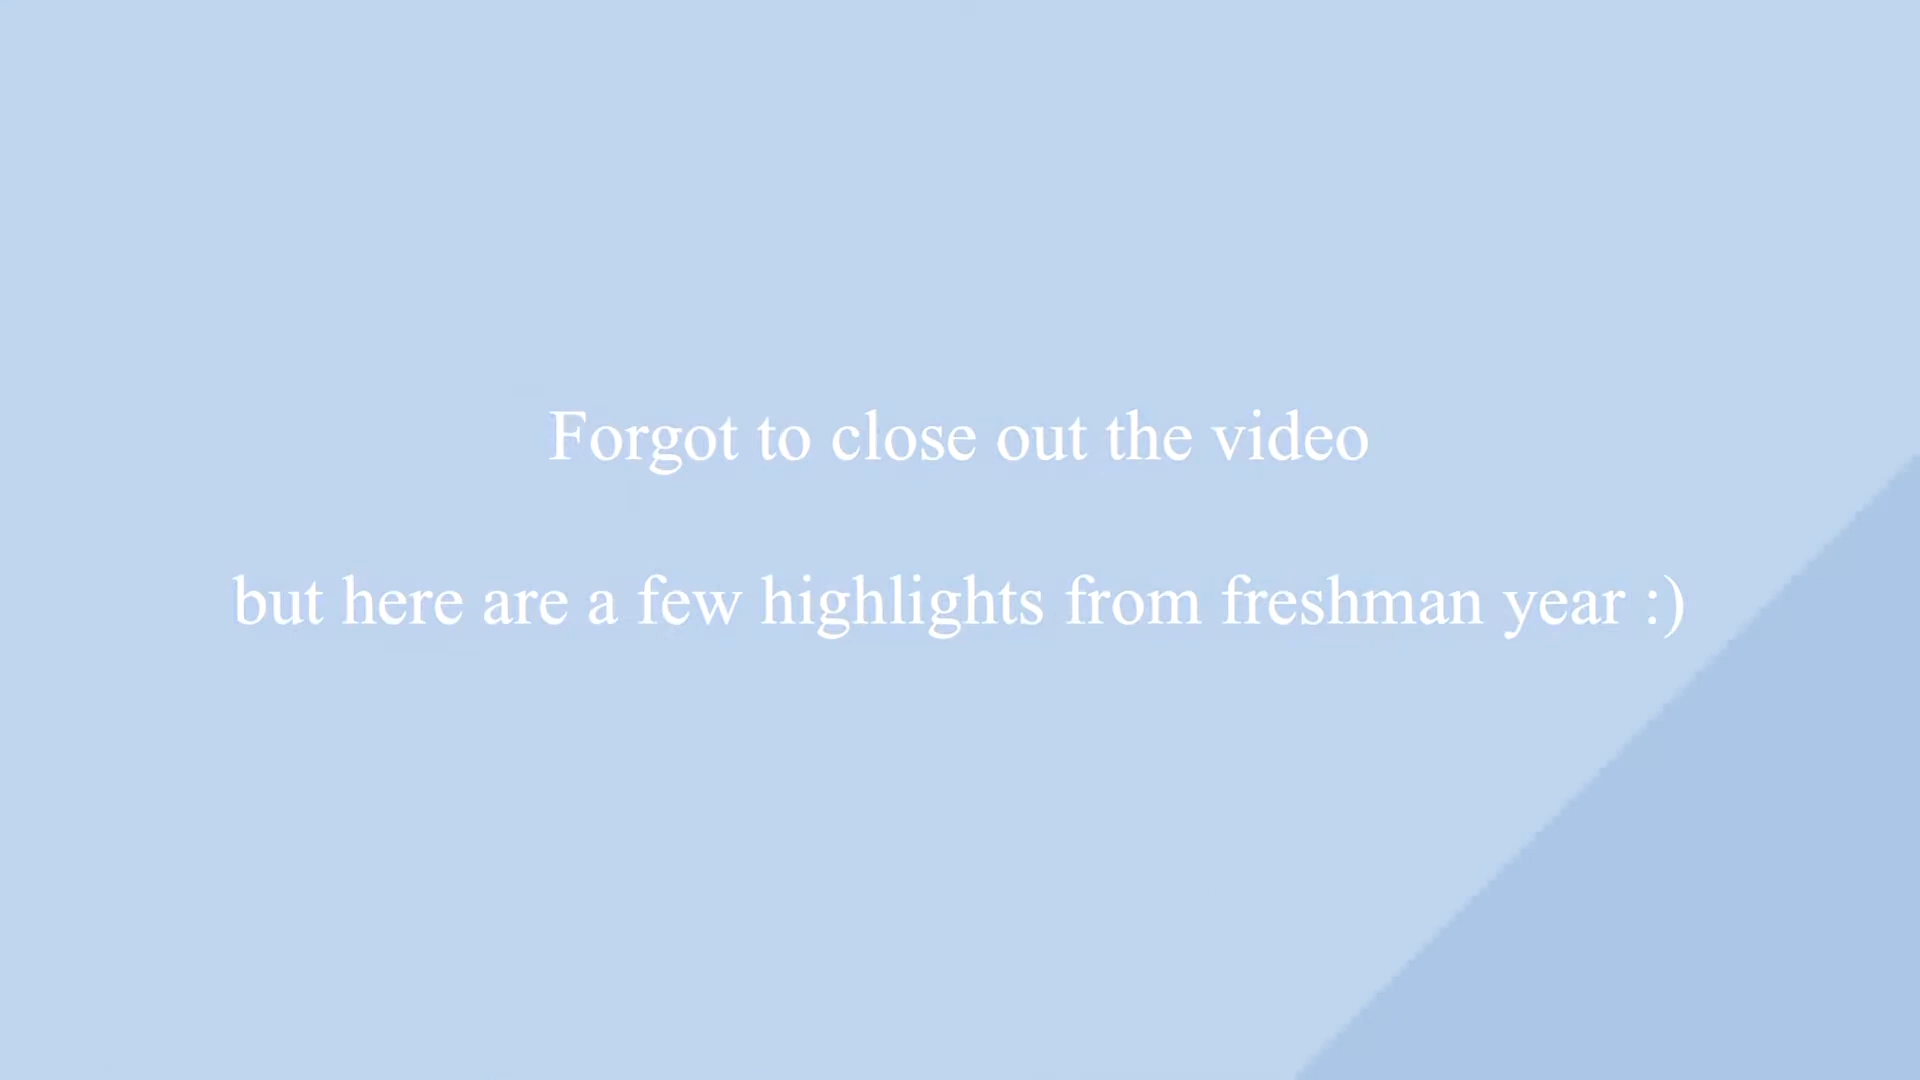 Forgot to close out the video
but here are a few highlights from freshman year :)